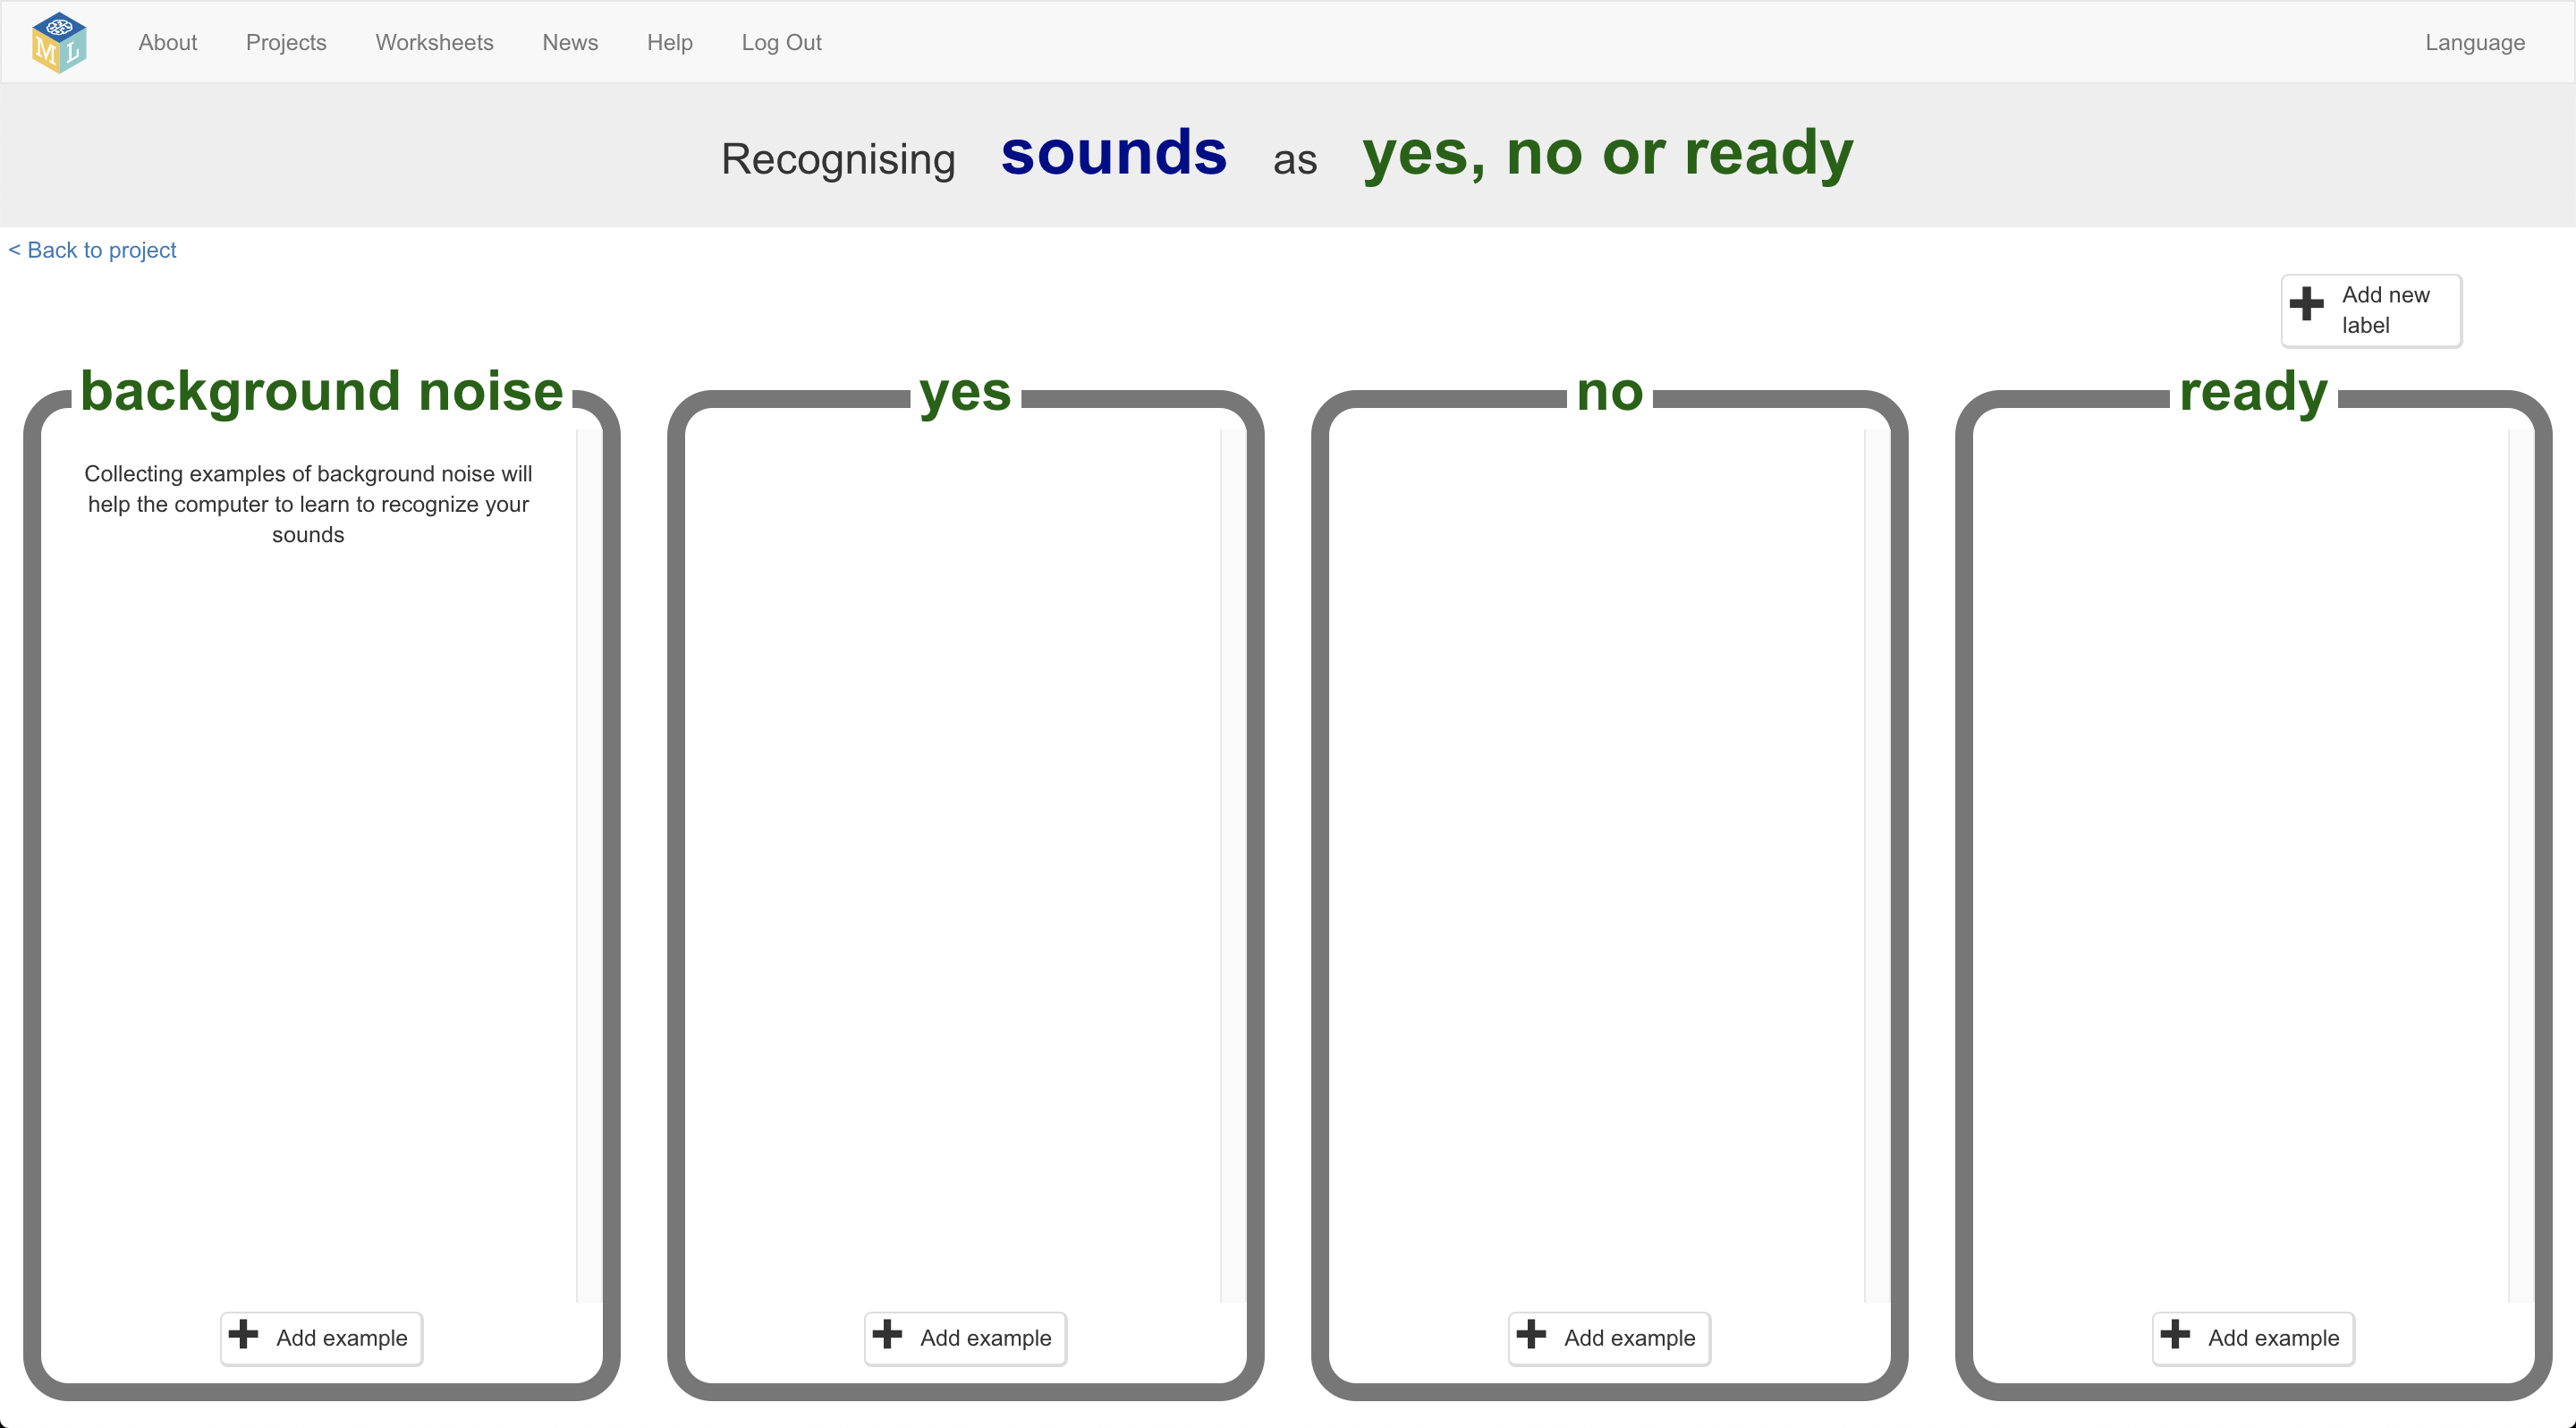 M L
About Projects Worksheets News Help Log Out Language
Recognising sounds as yes, no or ready
< Back to project
Add new
label
background noise
Collecting examples of background noise will
help the computer to learn to recognize your
sounds
Add example
yes
Add example
no
Add example
ready
Add example